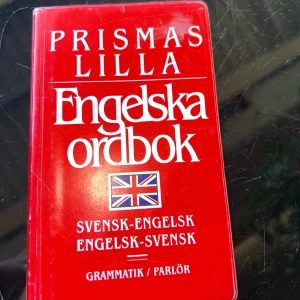 PRISMAS
LILLA
Engelska
ordbok
SVENSK-ENGELSK
ENGELSK-SVENSK
GRAMMATIK / PARLÖR